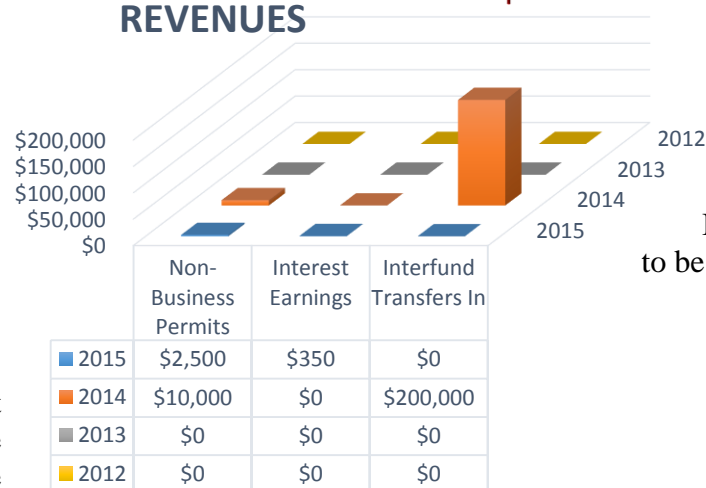 REVENUES
$200,000
$150,000
$100,000
$50,000
$0
2012
2013
2014
2015
to be
Non-Business Permits
Interest Earnings
Interfund Transfers In
2015 $2,500 $350 $0
2014 $10,000 $0 $200,000
2013 $0 $0 $0
2012 $0 $0 $0